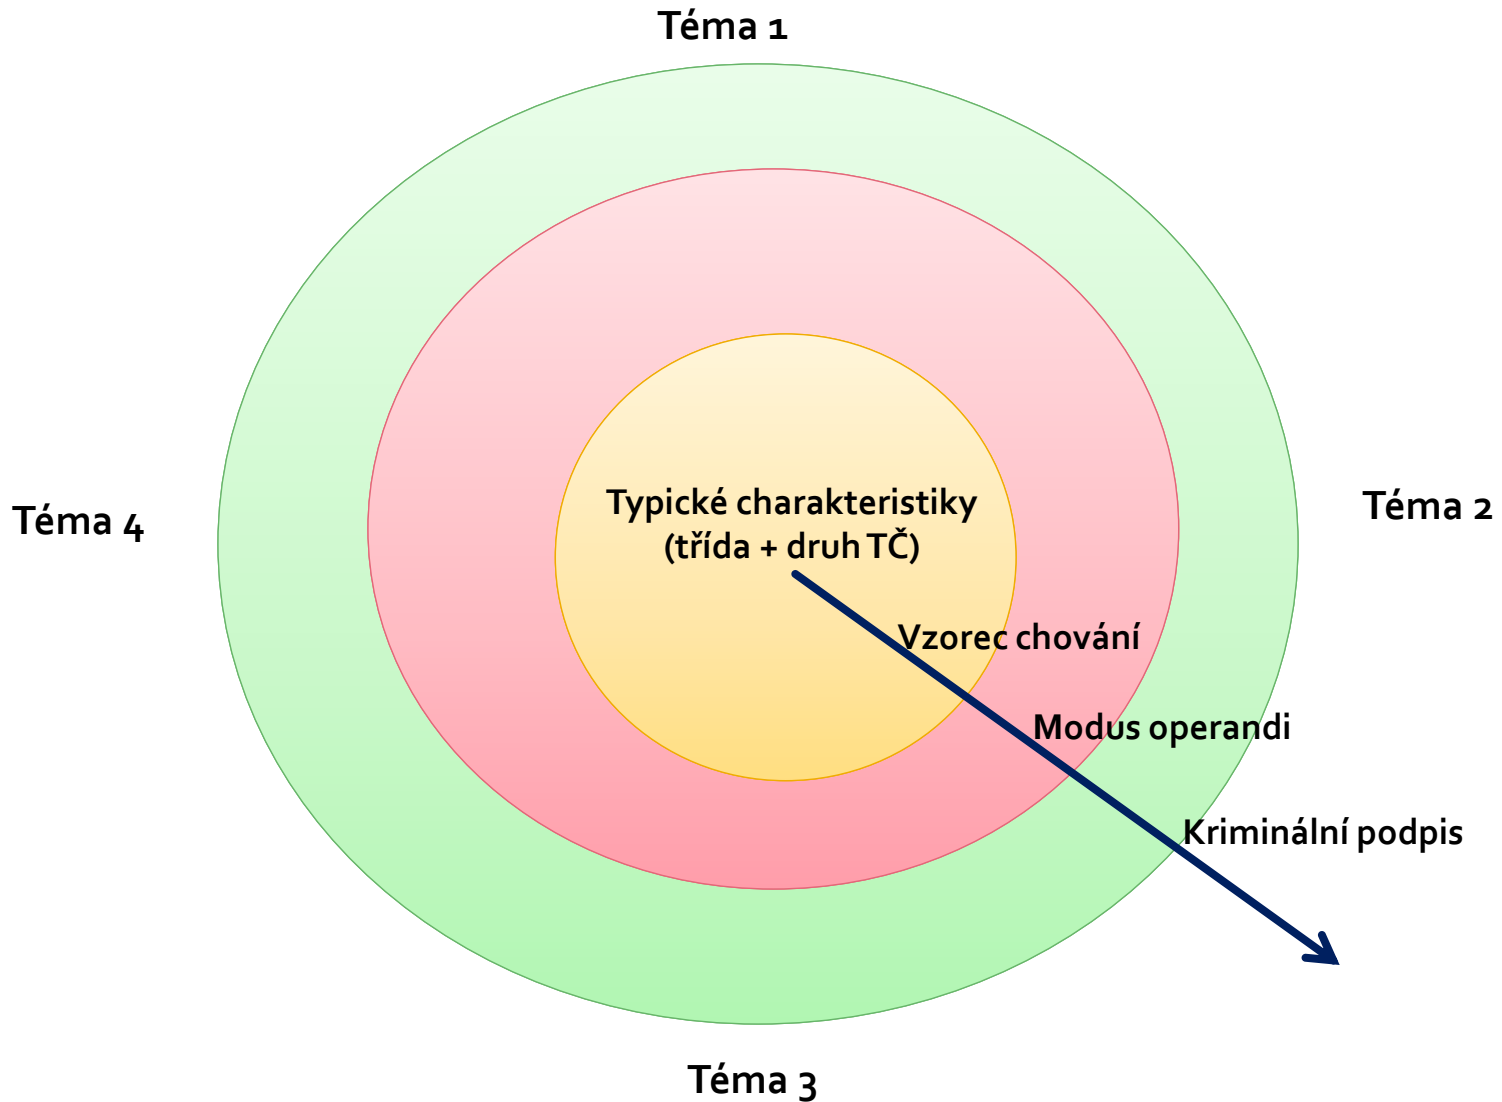 Téma 1
Téma 4
Téma 2
Typické charakteristiky
(třída + druh TČ)
Vzorec chování
Modus operandi
Kriminální podpis
Téma 3